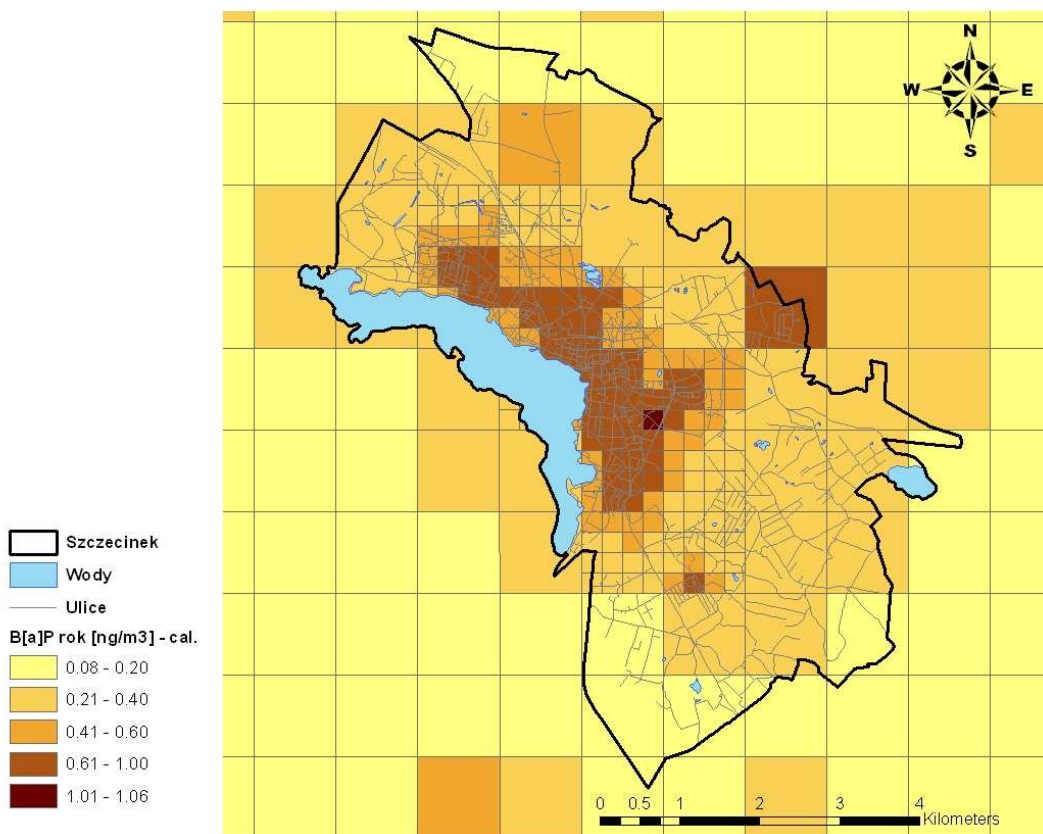 N
W E
S
Szczecinek
Wody
Ulice
B[a]P rok [ng/m3] - cal.
0.08 - 0.20
0.21 - 0.40
0.41 - 0.60
0.61 - 1.00
1.01 - 1.06
0 0.5 1 2 3 4
Kilometers